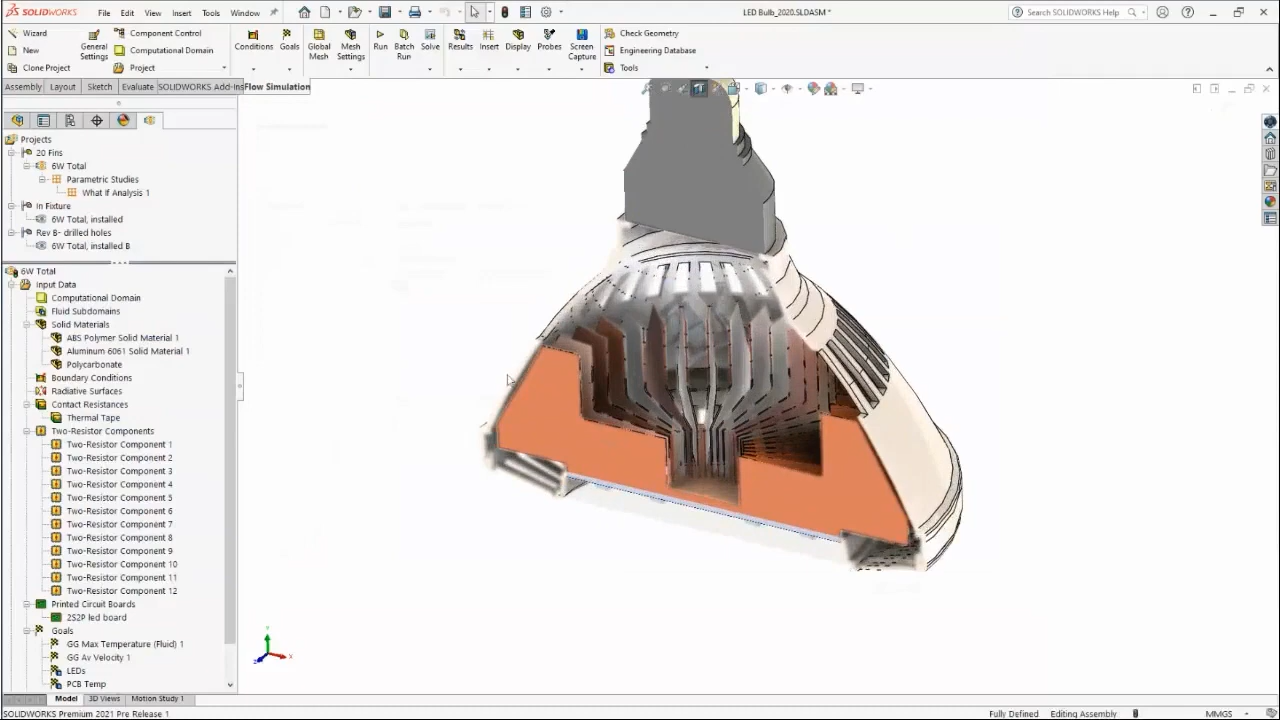 SOLIDWORKS File Edit View Insert Tools Window LED Bulb_2020.SLDASM * Search SOLIDWORKS Help
Wizard
New
Clone Project
General Settings
Component Control
Computational Domain
Project
Conditions
Goals
Global Mesh
Mesh Settings
Run
Batch Run
Solve
Results
Insert
Display
Probes
Screen Capture
Check Geometry
Engineering Database
Tools
Assembly Layout Sketch Evaluate SOLIDWORKS Add-Ins Flow Simulation
Projects
20 Fins
6W Total
Parametric Studies
What If Analysis 1
In Fixture
6W Total, installed
Rev B- drilled holes
6W Total, installed B
6W Total
Input Data
Computational Domain
Fluid Subdomains
Solid Materials
ABS Polymer Solid Material 1
Aluminum 6061 Solid Material 1
Polycarbonate
Boundary Conditions
Radiative Surfaces
Contact Resistances
Thermal Tape
Two-Resistor Components
Two-Resistor Component 1
Two-Resistor Component 2
Two-Resistor Component 3
Two-Resistor Component 4
Two-Resistor Component 5
Two-Resistor Component 6
Two-Resistor Component 7
Two-Resistor Component 8
Two-Resistor Component 9
Two-Resistor Component 10
Two-Resistor Component 11
Two-Resistor Component 12
Printed Circuit Boards
2S2P led board
Goals
GG Max Temperature (Fluid) 1
GG Av Velocity 1
LEDs
PCB Temp
Model 3D Views Motion Study 1
SOLIDWORKS Premium 2021 Pre Release 1 Fully Defined Editing Assembly MMGS